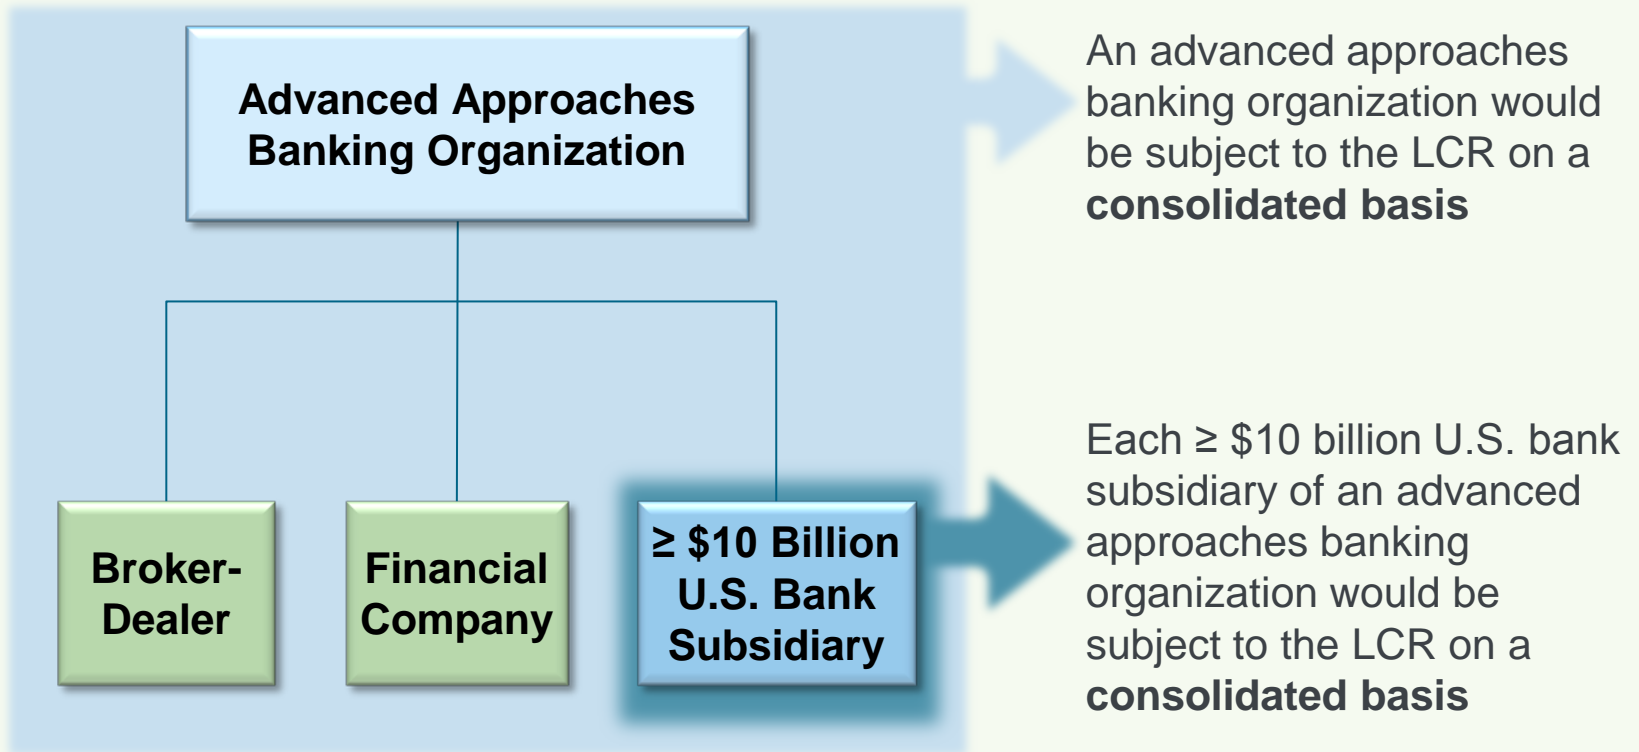 Advanced Approaches
Banking Organization
An advanced approaches
banking organization would
be subject to the LCR on a
consolidated basis
Broker-
Dealer
Financial
Company
≥ $10 Billion
U.S. Bank
Subsidiary
Each ≥ $10 billion U.S. bank
subsidiary of an advanced
approaches banking
organization would be
subject to the LCR on a
consolidated basis